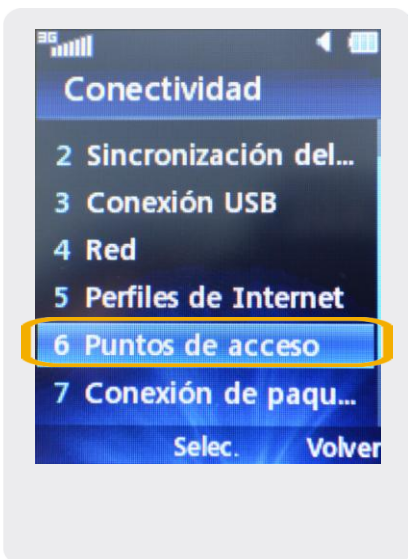 3G
Conectividad
2 Sincronización del...
3 Conexión USB
4 Red
5 Perfiles de Internet
6 Puntos de acceso
7 Conexión de paqu...
Selec. Volver